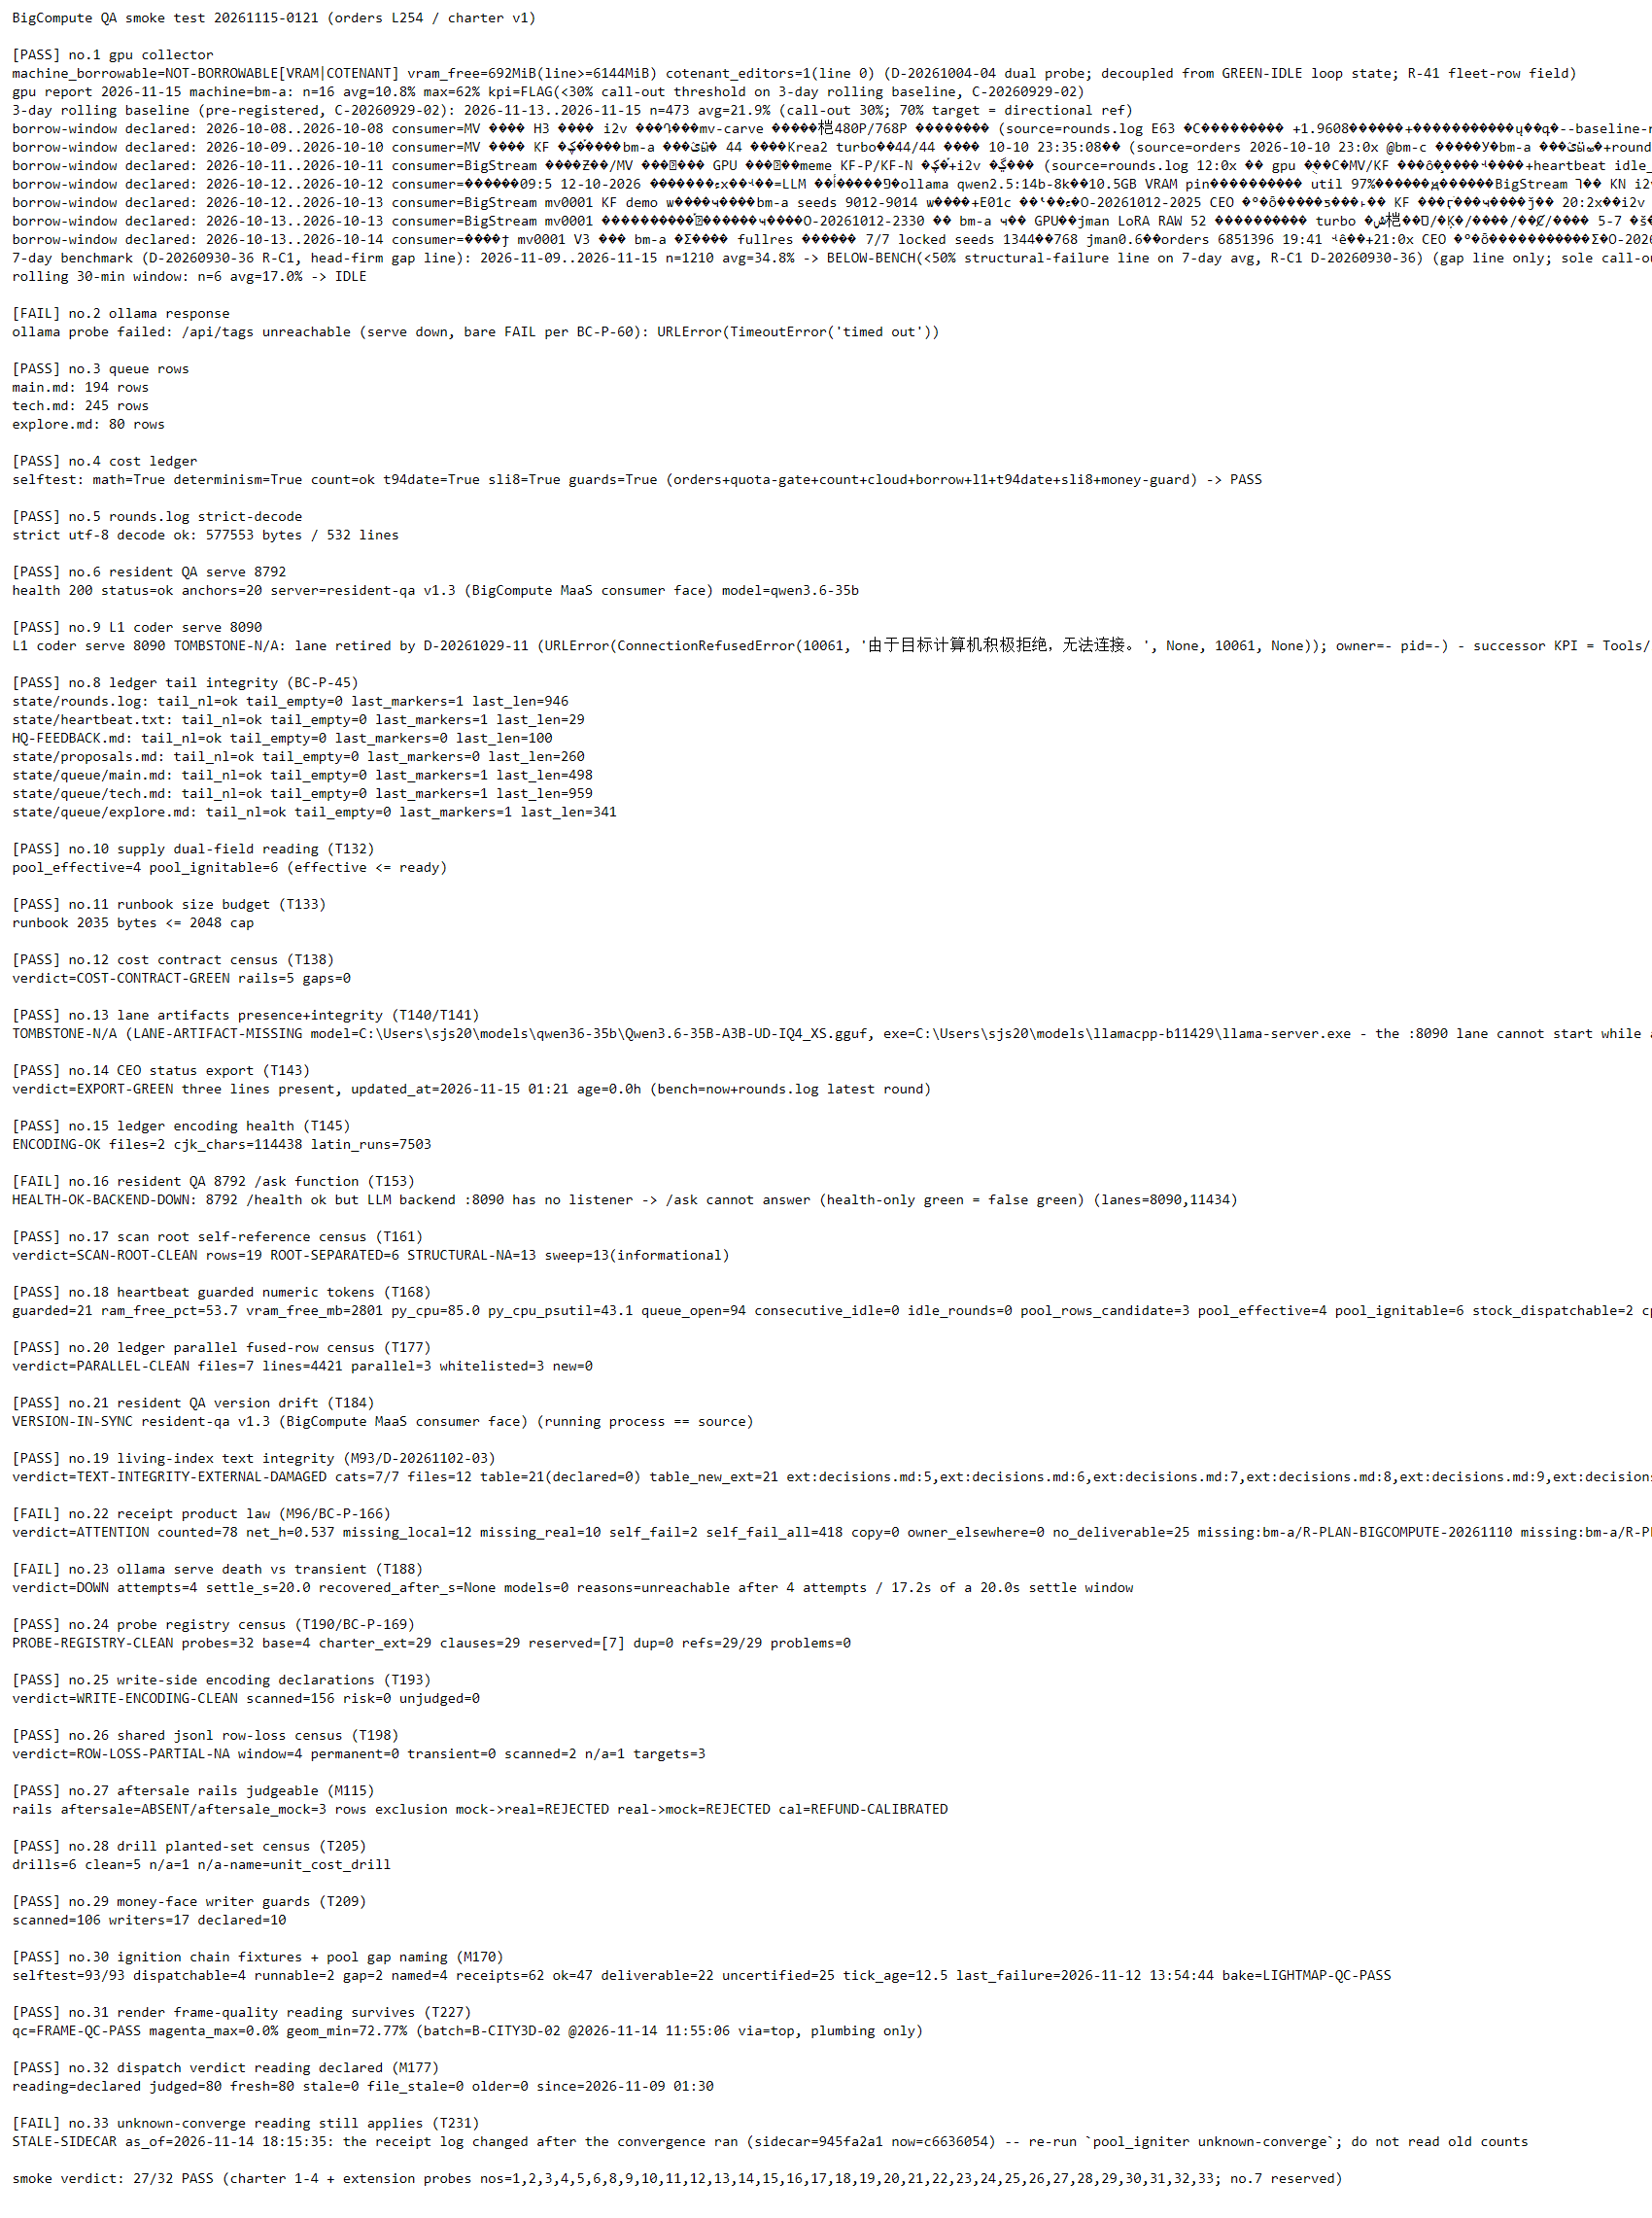 BigCompute QA smoke test 20261115-0121 (orders L254 / charter v1)
[PASS] no.1 gpu collector
machine_borrowable=NOT-BORROWABLE[VRAM|COTENANT] vram_free=692MiB(line>=6144MiB) cotenant_editors=1(line 0) (D-20261004-04 dual probe; decoupled from GREEN-IDLE loop state; R-41 fleet-row field)
gpu report 2026-11-15 machine=bm-a: n=16 avg=10.8% max=62% kpi=FLAG(<30% call-out threshold on 3-day rolling baseline, C-20260929-02)
3-day rolling baseline (pre-registered, C-20260929-02): 2026-11-13..2026-11-15 n=473 avg=21.9% (call-out 30%; 70% target = directional ref)
borrow-window declared: 2026-10-08..2026-10-08 consumer=MV H3 i2v 480P/768P (source=rounds.log E63
borrow-window declared: 2026-10-09..2026-10-10 consumer=MV KF 44 (source=orders 2026-10-10 23:0x @bm-c
borrow-window declared: 2026-10-11..2026-10-11 consumer=BigStream GPU (source=rounds.log 12:0x gpu
borrow-window declared: 2026-10-12..2026-10-12 consumer= util 97%
borrow-window declared: 2026-10-12..2026-10-13 consumer=BigStream mv0001 KF demo seeds 9012-9014
borrow-window declared: 2026-10-13..2026-10-13 consumer=BigStream mv0001 LoRA RAW 52 turbo
borrow-window declared: 2026-10-13..2026-10-14 consumer= mv0001 V3 bm-a fullres 7/7 locked seeds
7-day benchmark (D-20260930-36 R-C1, head-firm gap line): 2026-11-09..2026-11-15 n=1210 avg=34.8% -> BELOW-BENCH(<50% structural-failure line on 7-day avg, R-C1 D-20260930-36) (gap line only; sole
rolling 30-min window: n=6 avg=17.0% -> IDLE
[FAIL] no.2 ollama response
ollama probe failed: /api/tags unreachable (serve down, bare FAIL per BC-P-60): URLError(TimeoutError('timed out'))
[PASS] no.3 queue rows
main.md: 194 rows
tech.md: 245 rows
explore.md: 80 rows
[PASS] no.4 cost ledger
selftest: math=True determinism=True count=ok t94date=True sli8=True guards=True (orders+quota-gate+count+cloud+borrow+l1+t94date+sli8+money-guard) -> PASS
[PASS] no.5 rounds.log strict-decode
strict utf-8 decode ok: 577553 bytes / 532 lines
[PASS] no.6 resident QA serve 8792
health 200 status=ok anchors=20 server=resident-qa v1.3 (BigCompute MaaS consumer face) model=qwen3.6-35b
[PASS] no.9 L1 coder serve 8090
L1 coder serve 8090 TOMBSTONE-N/A: lane retired by D-20261029-11 (URLError(ConnectionRefusedError(10061, '由于目标计算机积极拒绝，无法连接。', None, 10061, None)); owner=- pid=-) - successor KPI = Tools/
[PASS] no.8 ledger tail integrity (BC-P-45)
state/rounds.log: tail_nl=ok tail_empty=0 last_markers=1 last_len=946
state/heartbeat.txt: tail_nl=ok tail_empty=0 last_markers=1 last_len=29
HQ-FEEDBACK.md: tail_nl=ok tail_empty=0 last_markers=0 last_len=100
state/proposals.md: tail_nl=ok tail_empty=0 last_markers=0 last_len=260
state/queue/main.md: tail_nl=ok tail_empty=0 last_markers=1 last_len=498
state/queue/tech.md: tail_nl=ok tail_empty=0 last_markers=1 last_len=959
state/queue/explore.md: tail_nl=ok tail_empty=0 last_markers=1 last_len=341
[PASS] no.10 supply dual-field reading (T132)
pool_effective=4 pool_ignitable=6 (effective <= ready)
[PASS] no.11 runbook size budget (T133)
runbook 2035 bytes <= 2048 cap
[PASS] no.12 cost contract census (T138)
verdict=COST-CONTRACT-GREEN rails=5 gaps=0
[PASS] no.13 lane artifacts presence+integrity (T140/T141)
TOMBSTONE-N/A (LANE-ARTIFACT-MISSING model=C:\Users\sjs20\models\qwen36-35b\Qwen3.6-35B-A3B-UD-IQ4_XS.gguf, exe=C:\Users\sjs20\models\llamacpp-b11429\llama-server.exe - the :8090 lane cannot start while
[PASS] no.14 CEO status export (T143)
verdict=EXPORT-GREEN three lines present, updated_at=2026-11-15 01:21 age=0.0h (bench=now+rounds.log latest round)
[PASS] no.15 ledger encoding health (T145)
ENCODING-OK files=2 cjk_chars=114438 latin_runs=7503
[FAIL] no.16 resident QA 8792 /ask function (T153)
HEALTH-OK-BACKEND-DOWN: 8792 /health ok but LLM backend :8090 has no listener -> /ask cannot answer (health-only green = false green) (lanes=8090,11434)
[PASS] no.17 scan root self-reference census (T161)
verdict=SCAN-ROOT-CLEAN rows=19 ROOT-SEPARATED=6 STRUCTURAL-NA=13 sweep=13(informational)
[PASS] no.18 heartbeat guarded numeric tokens (T168)
guarded=21 ram_free_pct=53.7 vram_free_mb=2801 py_cpu=85.0 py_cpu_psutil=43.1 queue_open=94 consecutive_idle=0 idle_rounds=0 pool_rows_candidate=3 pool_effective=4 pool_ignitable=6 stock_dispatchable=2
[PASS] no.20 ledger parallel fused-row census (T177)
verdict=PARALLEL-CLEAN files=7 lines=4421 parallel=3 whitelisted=3 new=0
[PASS] no.21 resident QA version drift (T184)
VERSION-IN-SYNC resident-qa v1.3 (BigCompute MaaS consumer face) (running process == source)
[PASS] no.19 living-index text integrity (M93/D-20261102-03)
verdict=TEXT-INTEGRITY-EXTERNAL-DAMAGED cats=7/7 files=12 table=21(declared=0) table_new_ext=21 ext:decisions.md:5,ext:decisions.md:6,ext:decisions.md:7,ext:decisions.md:8,ext:decisions.md:9,ext:decision
[FAIL] no.22 receipt product law (M96/BC-P-166)
verdict=ATTENTION counted=78 net_h=0.537 missing_local=12 missing_real=10 self_fail=2 self_fail_all=418 copy=0 owner_elsewhere=0 no_deliverable=25 missing:bm-a/R-PLAN-BIGCOMPUTE-20261110
[FAIL] no.23 ollama serve death vs transient (T188)
verdict=DOWN attempts=4 settle_s=20.0 recovered_after_s=None models=0 reasons=unreachable after 4 attempts / 17.2s of a 20.0s settle window
[PASS] no.24 probe registry census (T190/BC-P-169)
PROBE-REGISTRY-CLEAN probes=32 base=4 charter_ext=29 clauses=29 reserved=[7] dup=0 refs=29/29 problems=0
[PASS] no.25 write-side encoding declarations (T193)
verdict=WRITE-ENCODING-CLEAN scanned=156 risk=0 unjudged=0
[PASS] no.26 shared jsonl row-loss census (T198)
verdict=ROW-LOSS-PARTIAL-NA window=4 permanent=0 transient=0 scanned=2 n/a=1 targets=3
[PASS] no.27 aftersale rails judgeable (M115)
rails aftersale=ABSENT/aftersale_mock=3 rows exclusion mock->real=REJECTED real->mock=REJECTED cal=REFUND-CALIBRATED
[PASS] no.28 drill planted-set census (T205)
drills=6 clean=5 n/a=1 n/a-name=unit_cost_drill
[PASS] no.29 money-face writer guards (T209)
scanned=106 writers=17 declared=10
[PASS] no.30 ignition chain fixtures + pool gap naming (M170)
selftest=93/93 dispatchable=4 runnable=2 gap=2 named=4 receipts=62 ok=47 deliverable=22 uncertified=25 tick_age=12.5 last_failure=2026-11-12 13:54:44 bake=LIGHTMAP-QC-PASS
[PASS] no.31 render frame-quality reading survives (T227)
qc=FRAME-QC-PASS magenta_max=0.0% geom_min=72.77% (batch=B-CITY3D-02 @2026-11-14 11:55:06 via=top, plumbing only)
[PASS] no.32 dispatch verdict reading declared (M177)
reading=declared judged=80 fresh=80 stale=0 file_stale=0 older=0 since=2026-11-09 01:30
[FAIL] no.33 unknown-converge reading still applies (T231)
STALE-SIDECAR as_of=2026-11-14 18:15:35: the receipt log changed after the convergence ran (sidecar=945fa2a1 now=c6636054) -- re-run `pool_igniter unknown-converge`; do not read old counts
smoke verdict: 27/32 PASS (charter 1-4 + extension probes nos=1,2,3,4,5,6,8,9,10,11,12,13,14,15,16,17,18,19,20,21,22,23,24,25,26,27,28,29,30,31,32,33; no.7 reserved)